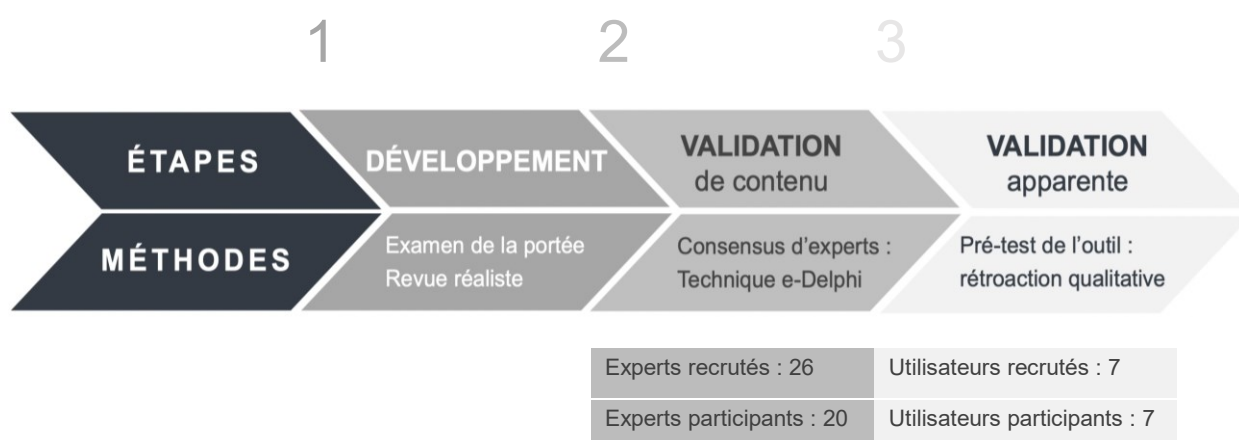 1
2
3
ÉTAPES
DÉVELOPPEMENT
VALIDATION
de contenu
VALIDATION
apparente
MÉTHODES
Examen de la portée
Revue réaliste
Consensus d'experts :
Technique e-Delphi
Pré-test de l'outil :
rétroaction qualitative
Experts recrutés : 26
Utilisateurs recrutés : 7
Experts participants : 20
Utilisateurs participants : 7